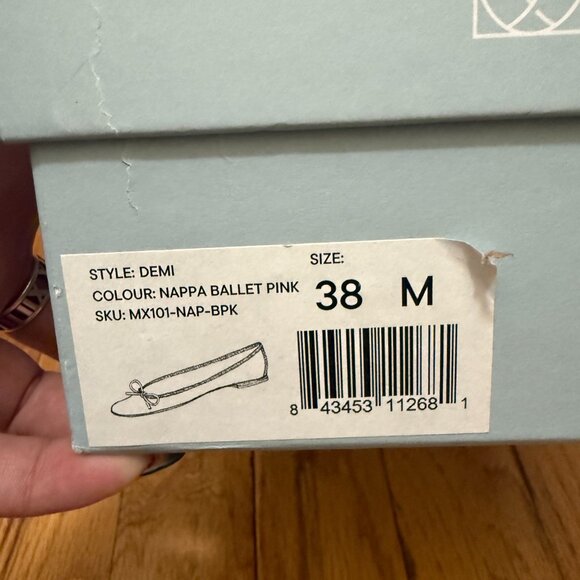 STYLE: DEMI
COLOUR: NAPPA BALLET PINK
SKU: MX101-NAP-BPK
SIZE:
38 M
8 43453 11268 1